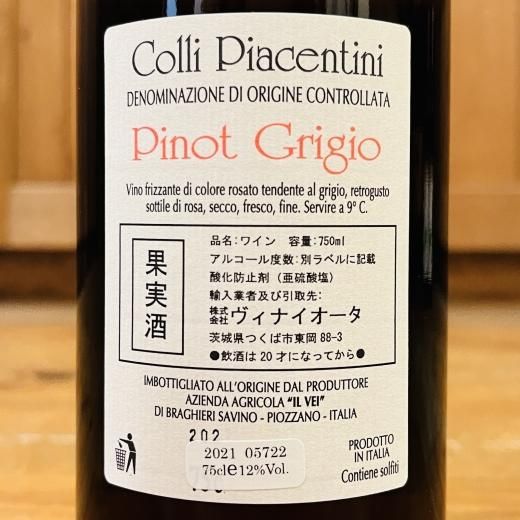 Colli Piacentini
DENOMINAZIONE DI ORIGINE CONTROLLATA
Pinot Grigio
Vino frizzante di colore rosato tendente al grigio, retrogusto
sottile di rosa, secco, fresco, fine. Servire a 9° C.
果実酒
品名:ワイン 容量:750ml
アルコール度数:別ラベルに記載
酸化防止剤(亜硫酸塩)
輸入業者及び引取先:
株式会社ヴィナイオータ
茨城県つくば市東岡 88-3
●飲酒は 20 才になってから●
IMBOTTIGLIATO ALL'ORIGINE DAL PRODUTTORE
AZIENDA AGRICOLA "IL VEI"
DI BRAGHIERI SAVINO - PIOZZANO - ITALIA
202
2021 05722
75cl e 12% Vol.
PRODOTTO
IN ITALIA
Contiene solfiti